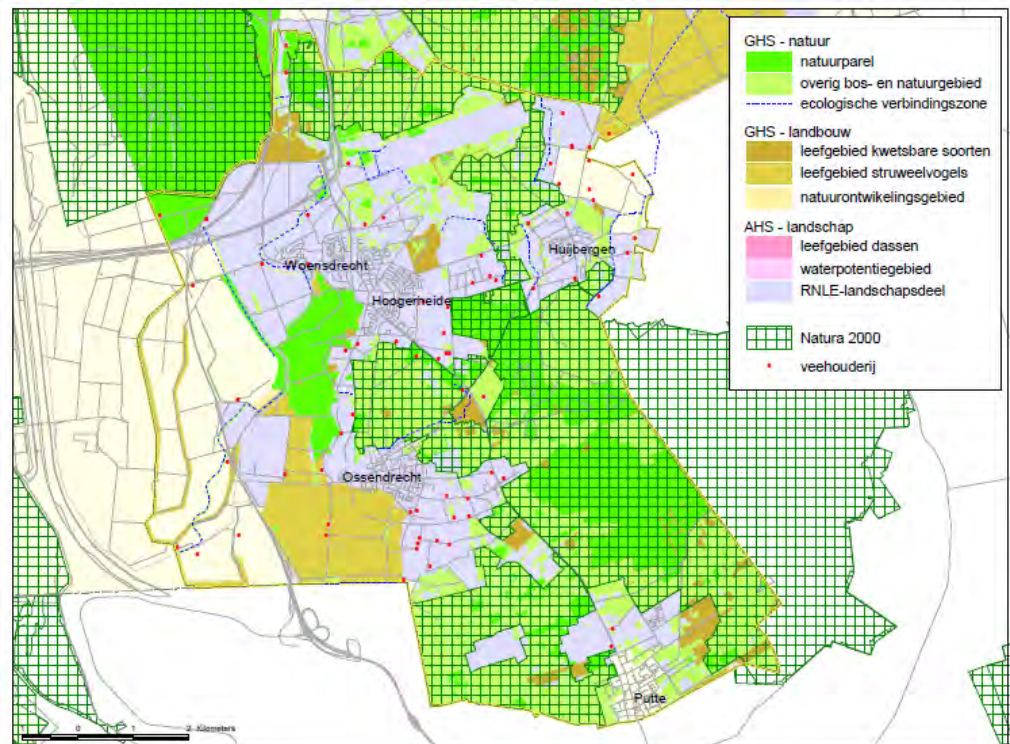 GHS - natuur
natuurparel
overig bos- en natuurgebied
ecologische verbindingszone
GHS - landbouw
leefgebied kwetsbare soorten
leefgebied struweelvogels
natuurontwikelingsgebied
AHS - landschap
leefgebied dassen
waterpotentiegebied
RNLE-landschapsdeel
Natura 2000
veehouderij
Huijbergen
Woensdrecht
Hoogerheide
Ossendrecht
Putte
1 0 1 2 Kilometers